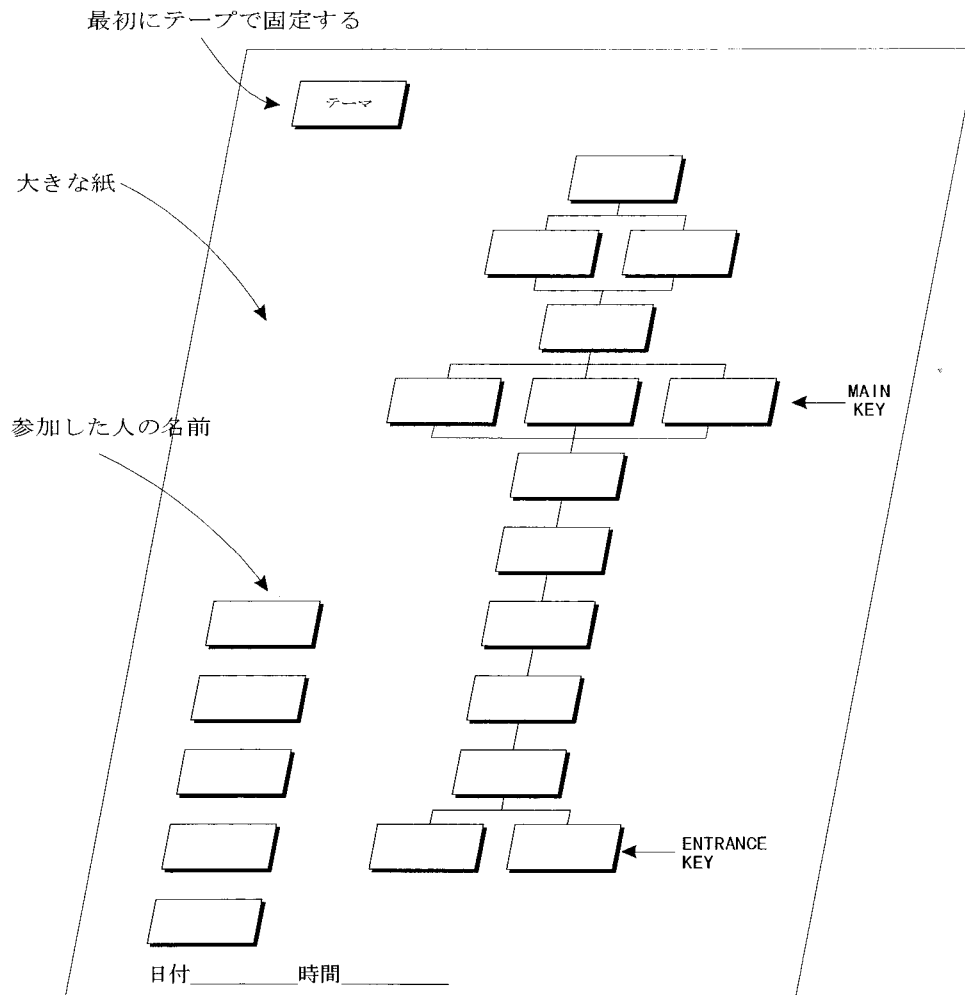 最初にテープで固定する
テーマ
大きな紙
MAIN
KEY
参加した人の名前
ENTRANCE
KEY
日付 時間